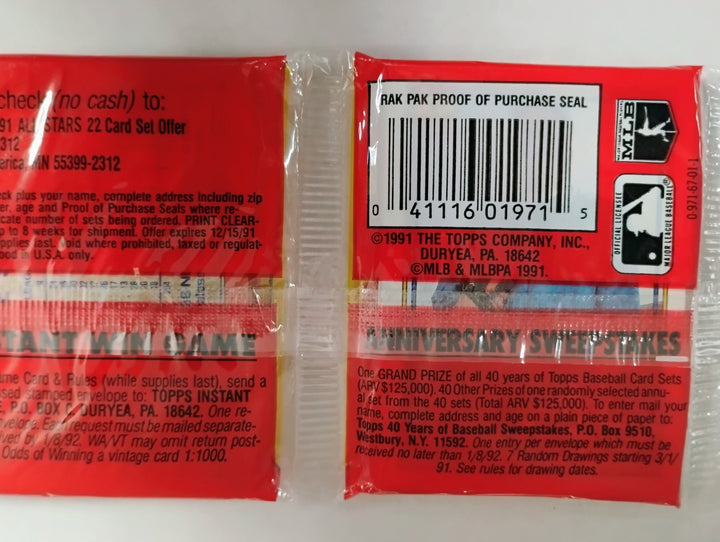 check (no cash) to:
91 ALL-STARS 22 Card Set Offer
312
erica, MN 55399-2312
ck plus your name, complete address including zip
er, age and Proof of Purchase Seals where re-
cate number of sets being ordered. PRINT CLEAR-
p to 8 weeks for shipment. Offer expires 12/15/91
pplies last. Void where prohibited, taxed or regulat-
ood in U.S.A. only.
STANT WIN GAME
ame Card & Rules (while supplies last), send a
ssed stamped envelope to: TOPPS INSTANT
E, P.O. BOX DURYEA, PA. 18642. One re-
velope. Each request must be mailed separate-
ved by 1/8/92. WA/VT may omit return post-
Odds of Winning a vintage card 1:1000.
RAK PAK PROOF OF PURCHASE SEAL
0 41116 01971 5
©1991 THE TOPPS COMPANY, INC.,
DURYEA, PA. 18642
©MLB & MLBPA 1991.
MLB
OFFICIAL LICENSEE
MAJOR LEAGUE BASEBALL®
0-971-67-01-1
ANNIVERSARY SWEEPSTAKES
One GRAND PRIZE of all 40 years of Topps Baseball Card Sets
(ARV $125,000). 40 Other Prizes of one randomly selected annu-
al set from the 40 sets (Total ARV $125,000). To enter mail your
name, complete address and age on a plain piece of paper to:
Topps 40 Years of Baseball Sweepstakes, P.O. Box 9510,
Westbury, N.Y. 11592. One entry per envelope which must be
received no later than 1/8/92. 7 Random Drawings starting 3/1/
91. See rules for drawing dates.